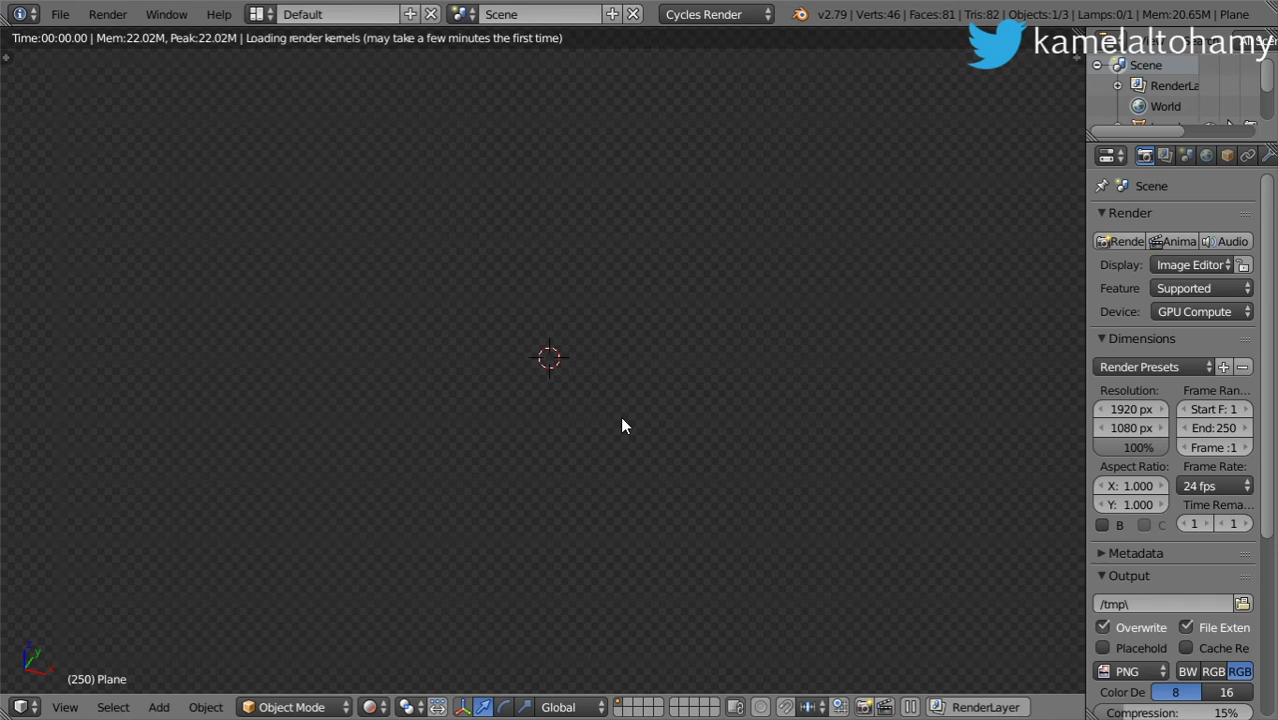 File Render Window Help Default Scene Cycles Render v2.79 | Verts:46 | Faces:81 | Tris:82 | Objects:1/3 | Lamps:0/1 | Mem:20.65M | Plane
Time:00:00.00 | Mem:22.02M, Peak:22.02M | Loading render kernels (may take a few minutes the first time)
kamelaltohamy
Scene
RenderLa
World
Scene
Render
Rende Anima Audio
Display: Image Editor
Feature Supported
Device: GPU Compute
Dimensions
Render Presets
Resolution: Frame Ran...
1920 px Start F: 1
1080 px End: 250
100% Frame :1
Aspect Ratio: Frame Rate:
X: 1.000 24 fps
Y: 1.000 Time Rema...
B C 1 1
Metadata
Output
/tmp\
Overwrite File Exten
Placehold Cache Re
PNG BW RGB RGB
Color De 8 16
Compression: 15%
(250) Plane
View Select Add Object Object Mode Global RenderLayer